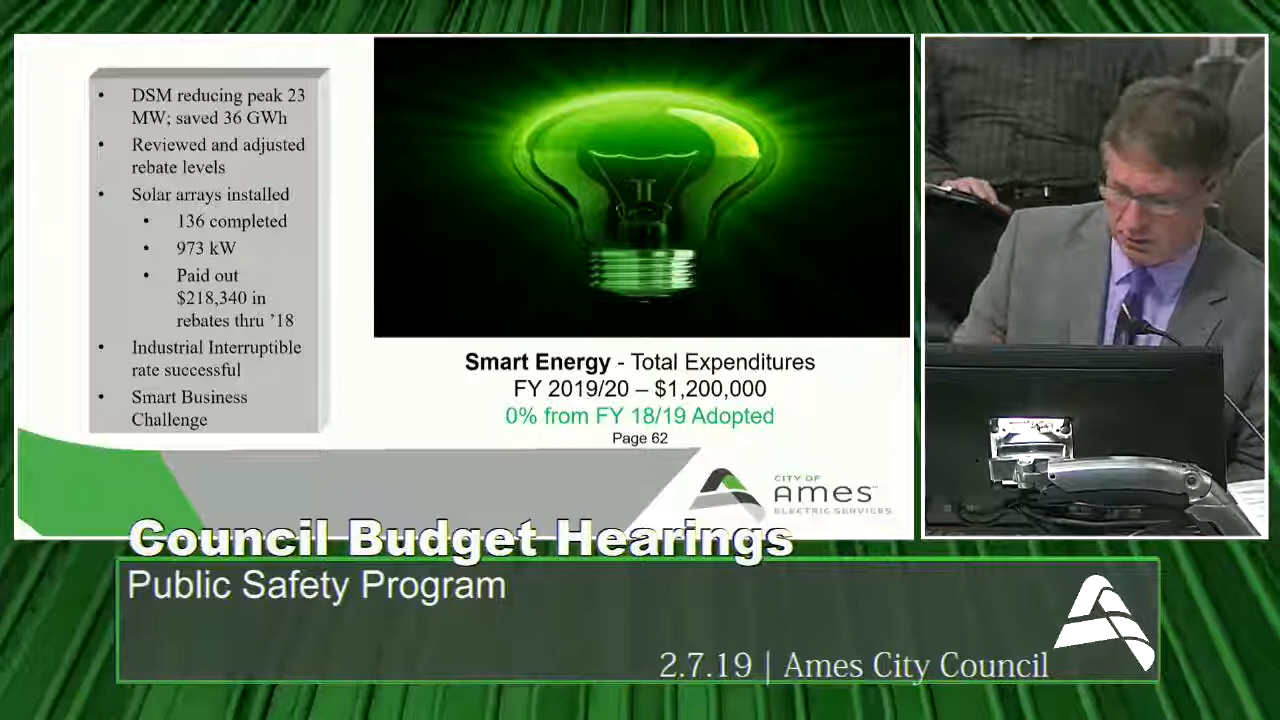 • DSM reducing peak 23
MW; saved 36 GWh
• Reviewed and adjusted
rebate levels
• Solar arrays installed
• 136 completed
• 973 kW
• Paid out
$218,340 in
rebates thru ’18
• Industrial Interruptible
rate successful
• Smart Business
Challenge
Smart Energy - Total Expenditures
FY 2019/20 – $1,200,000
0% from FY 18/19 Adopted
Page 62
CITY OF
AMES™
ELECTRIC SERVICES
Council Budget Hearings
Public Safety Program
2.7.19 | Ames City Council